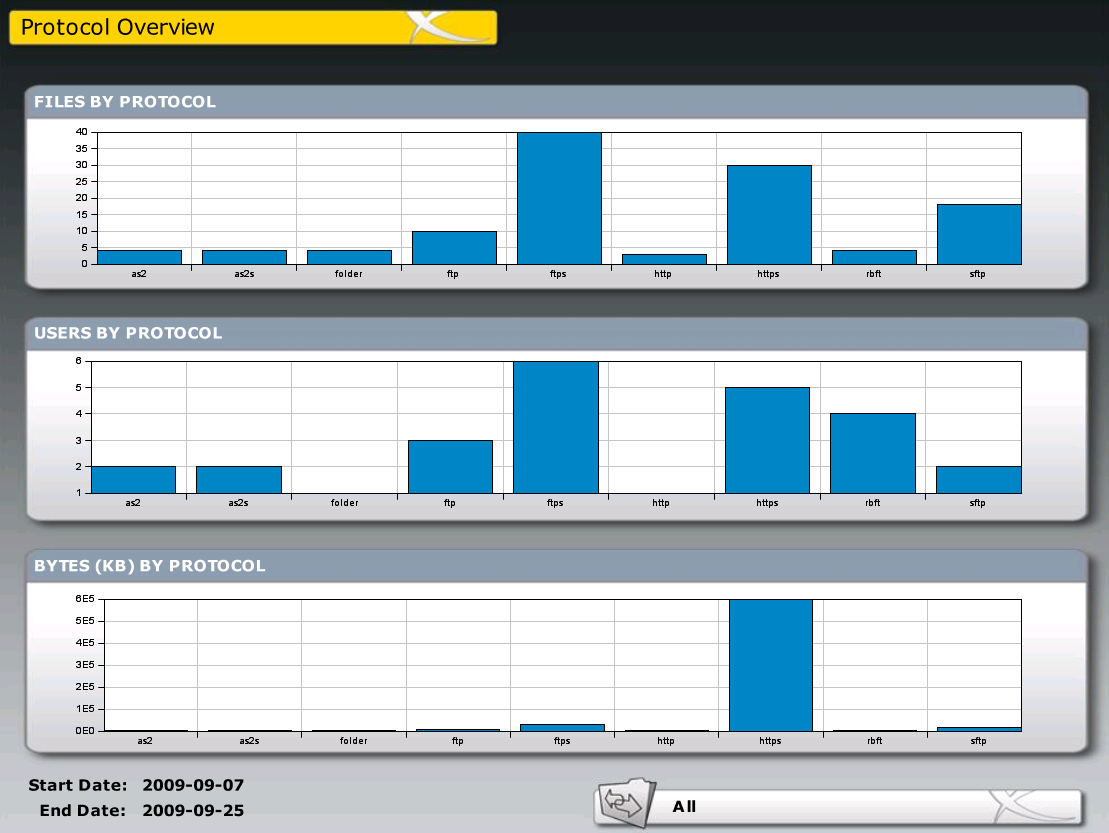 Protocol Overview
FILES BY PROTOCOL
40
35
30
25
20
15
10
5
0
as2 as2s folder ftp ftps http https rbft sftp
USERS BY PROTOCOL
6
5
4
3
2
1
as2 as2s folder ftp ftps http https rbft sftp
BYTES (KB) BY PROTOCOL
6E5
5E5
4E5
3E5
2E5
1E5
0E0
as2 as2s folder ftp ftps http https rbft sftp
Start Date: 2009-09-07
End Date: 2009-09-25
All